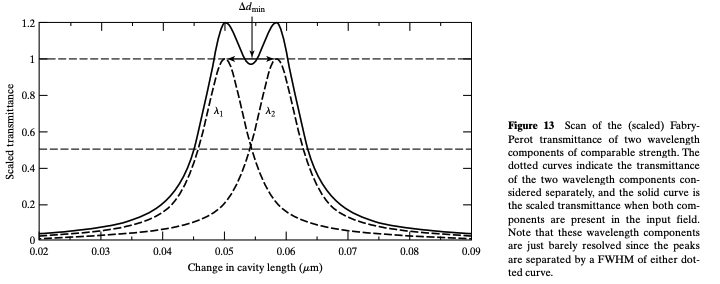 Δd_min
1.2
1
0.8
0.6
0.4
0.2
0
Scaled transmittance
λ₁
λ₂
0.02
0.03
0.04
0.05
0.06
0.07
0.08
0.09
Change in cavity length (μm)
Figure 13 Scan of the (scaled) Fabry-
Perot transmittance of two wavelength
components of comparable strength. The
dotted curves indicate the transmittance
of the two wavelength components con-
sidered separately, and the solid curve is
the scaled transmittance when both com-
ponents are present in the input field.
Note that these wavelength components
are just barely resolved since the peaks
are separated by a FWHM of either dot-
ted curve.